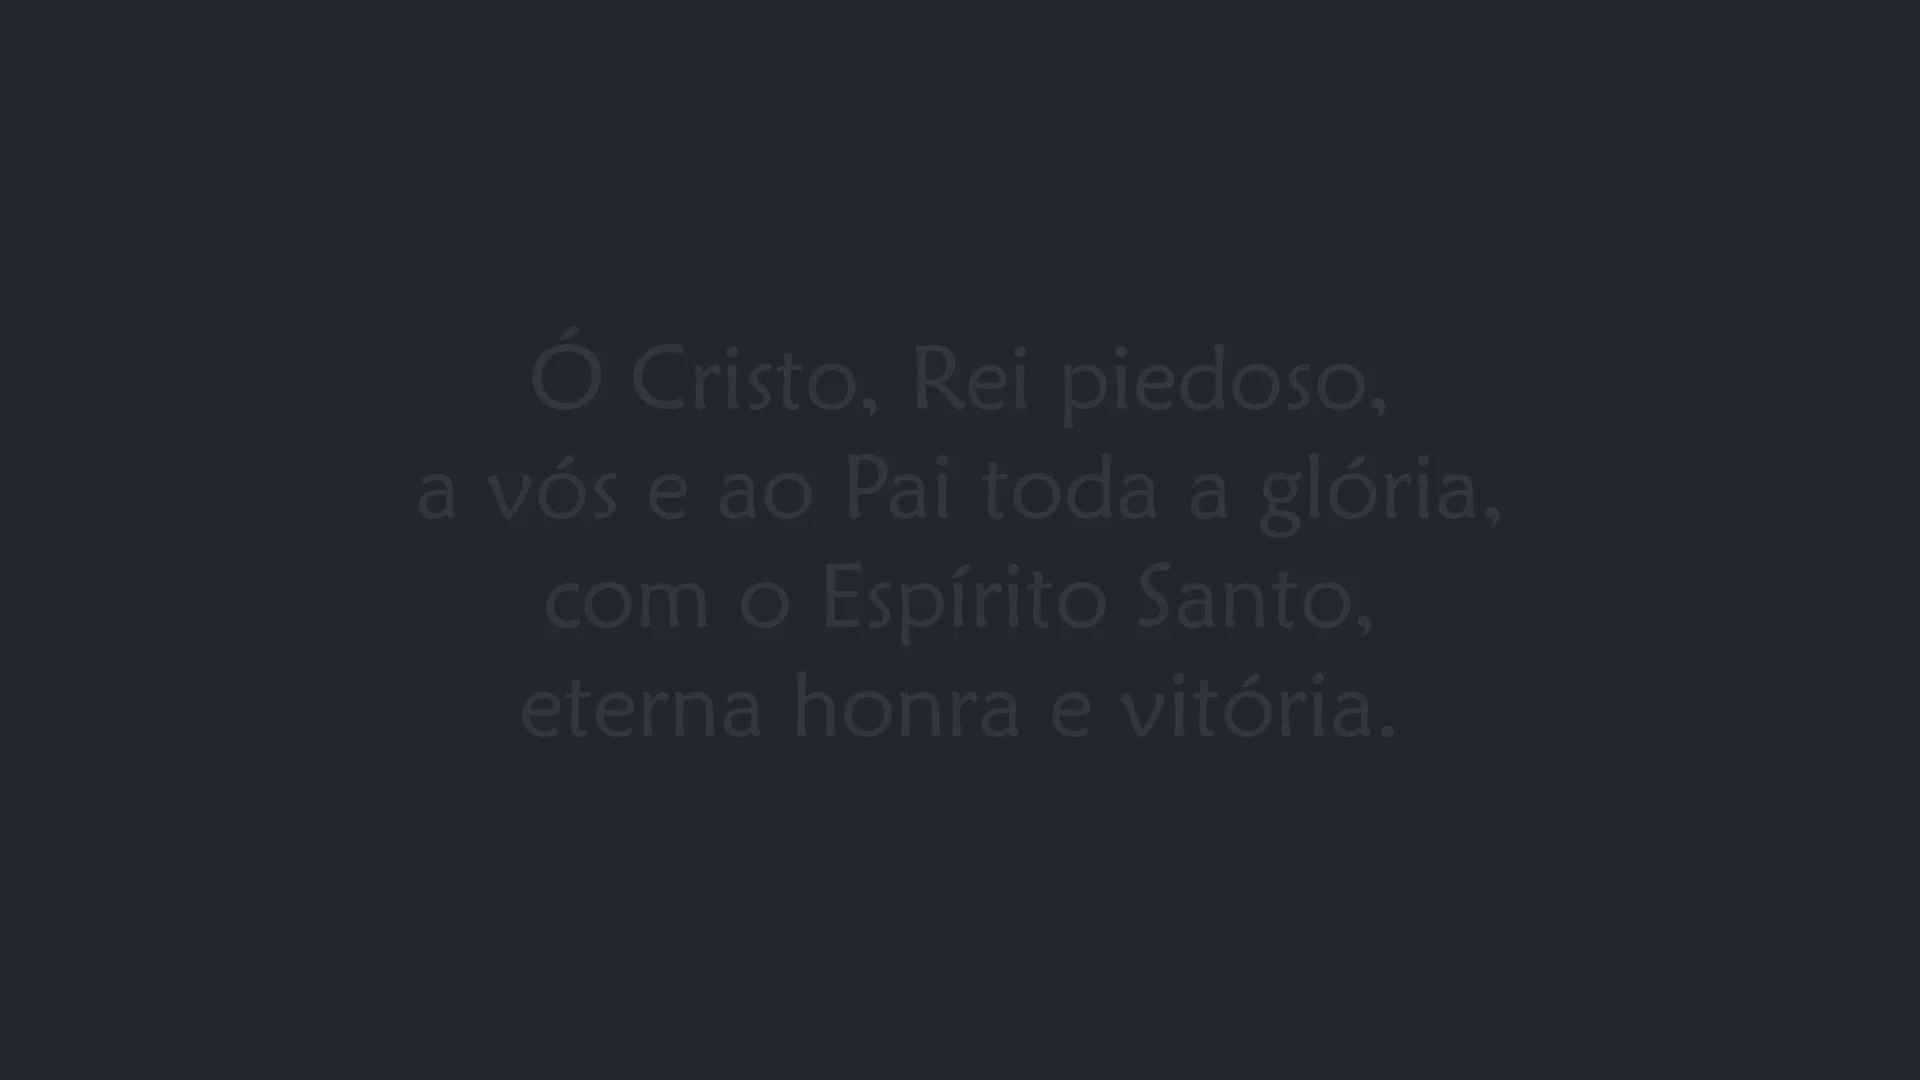 Ó Cristo, Rei piedoso,
a vós e ao Pai toda a glória,
com o Espírito Santo,
eterna honra e vitória.